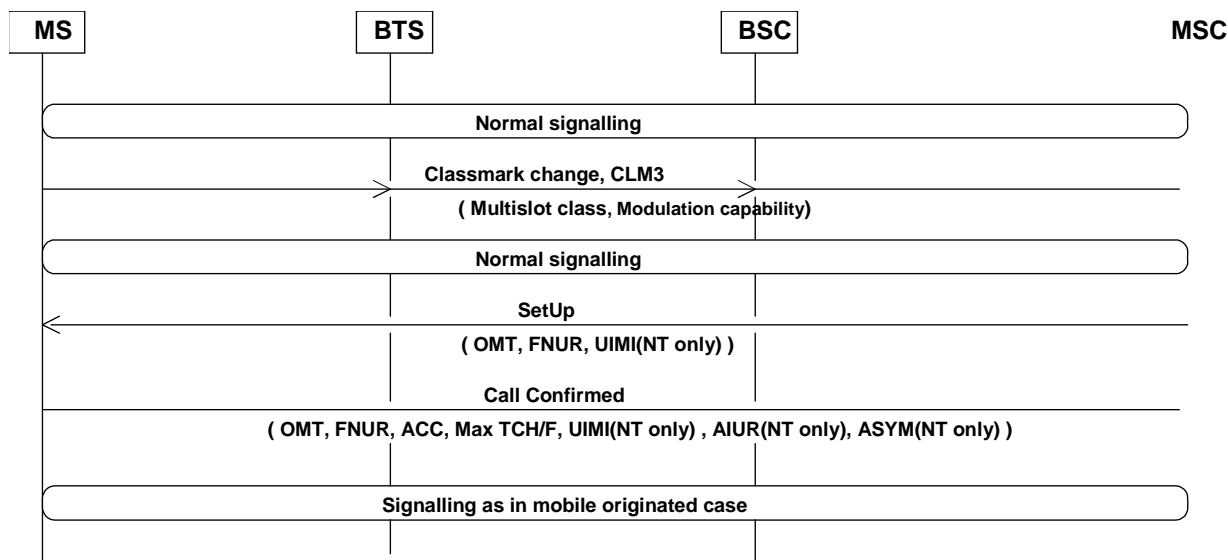 MS BTS BSC MSC
Normal signalling
Classmark change, CLM3
( Multislot class, Modulation capability)
Normal signalling
SetUp
( OMT, FNUR, UIMI(NT only) )
Call Confirmed
( OMT, FNUR, ACC, Max TCH/F, UIMI(NT only) , AIUR(NT only), ASYM(NT only) )
Signalling as in mobile originated case